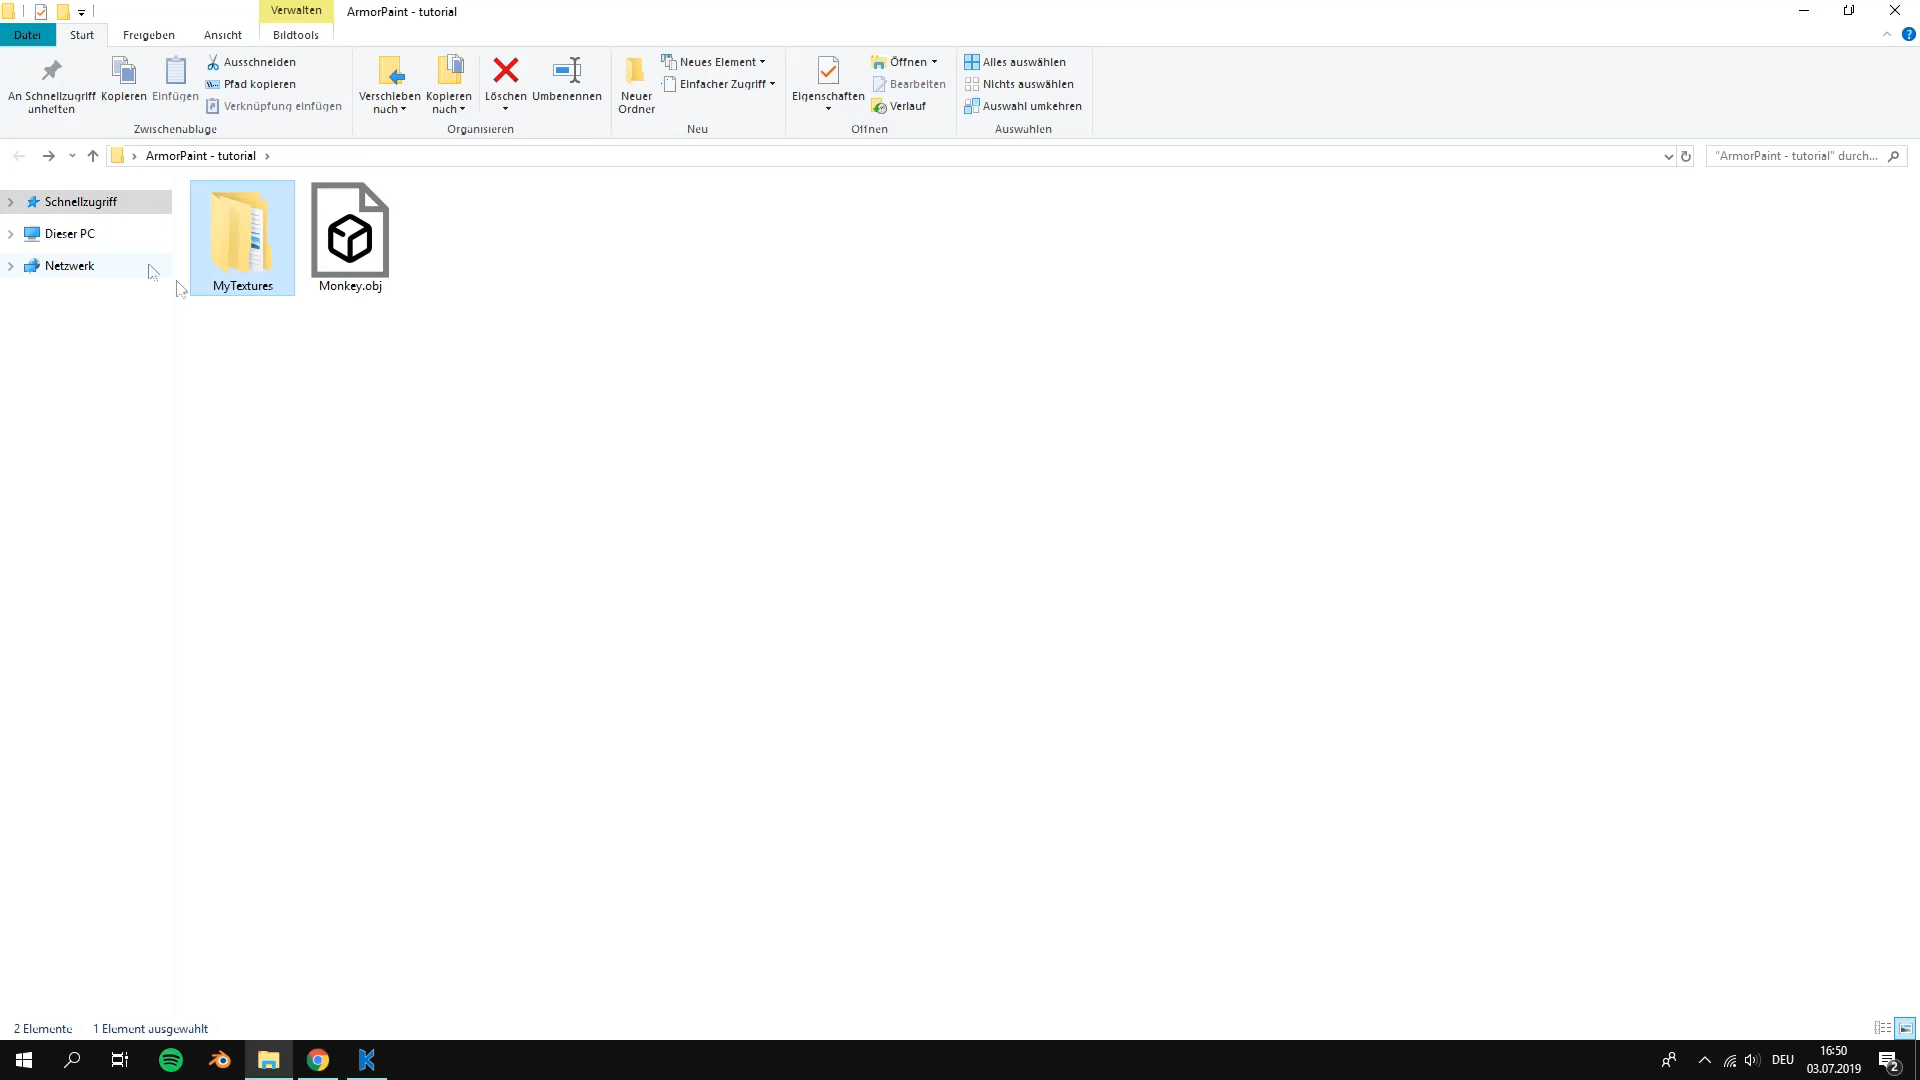 Verwalten
ArmorPaint - tutorial
Datei
Start
Freigeben
Ansicht
Bildtools
An Schnellzugriff anheften
Kopieren
Einfügen
Ausschneiden
Pfad kopieren
Verknüpfung einfügen
Zwischenablage
Verschieben nach
Kopieren nach
Löschen
Umbenennen
Organisieren
Neuer Ordner
Neues Element
Einfacher Zugriff
Neu
Eigenschaften
Öffnen
Bearbeiten
Verlauf
Öffnen
Alles auswählen
Nichts auswählen
Auswahl umkehren
Auswählen
ArmorPaint - tutorial
"ArmorPaint - tutorial" durch...
Schnellzugriff
Dieser PC
Netzwerk
MyTextures
Monkey.obj
2 Elemente
1 Element ausgewählt
DEU
16:50
03.07.2019
2